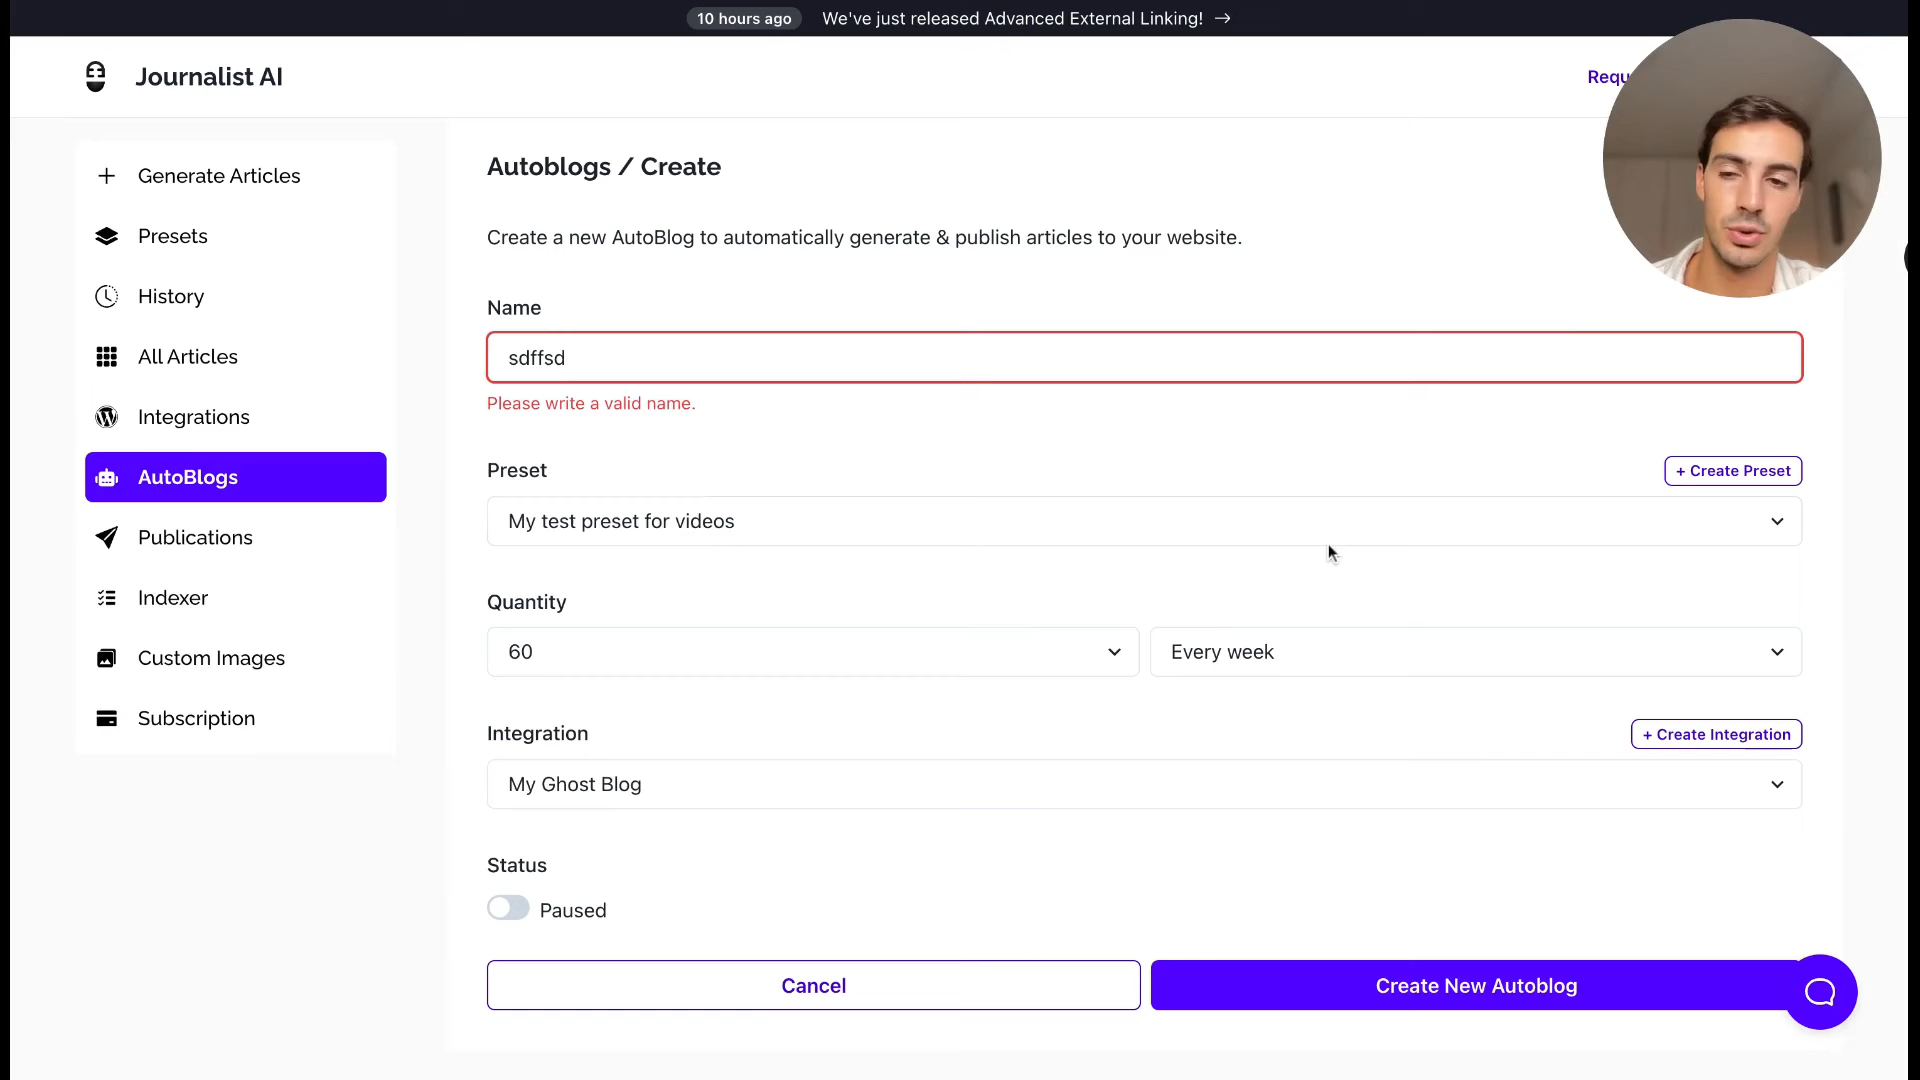 10 hours ago We've just released Advanced External Linking! →
Journalist AI
Requ
+ Generate Articles
Presets
History
All Articles
Integrations
AutoBlogs
Publications
Indexer
Custom Images
Subscription
Autoblogs / Create
Create a new AutoBlog to automatically generate & publish articles to your website.
Name
sdffsd
Please write a valid name.
Preset
+ Create Preset
My test preset for videos
Quantity
60
Every week
Integration
+ Create Integration
My Ghost Blog
Status
Paused
Cancel
Create New Autoblog